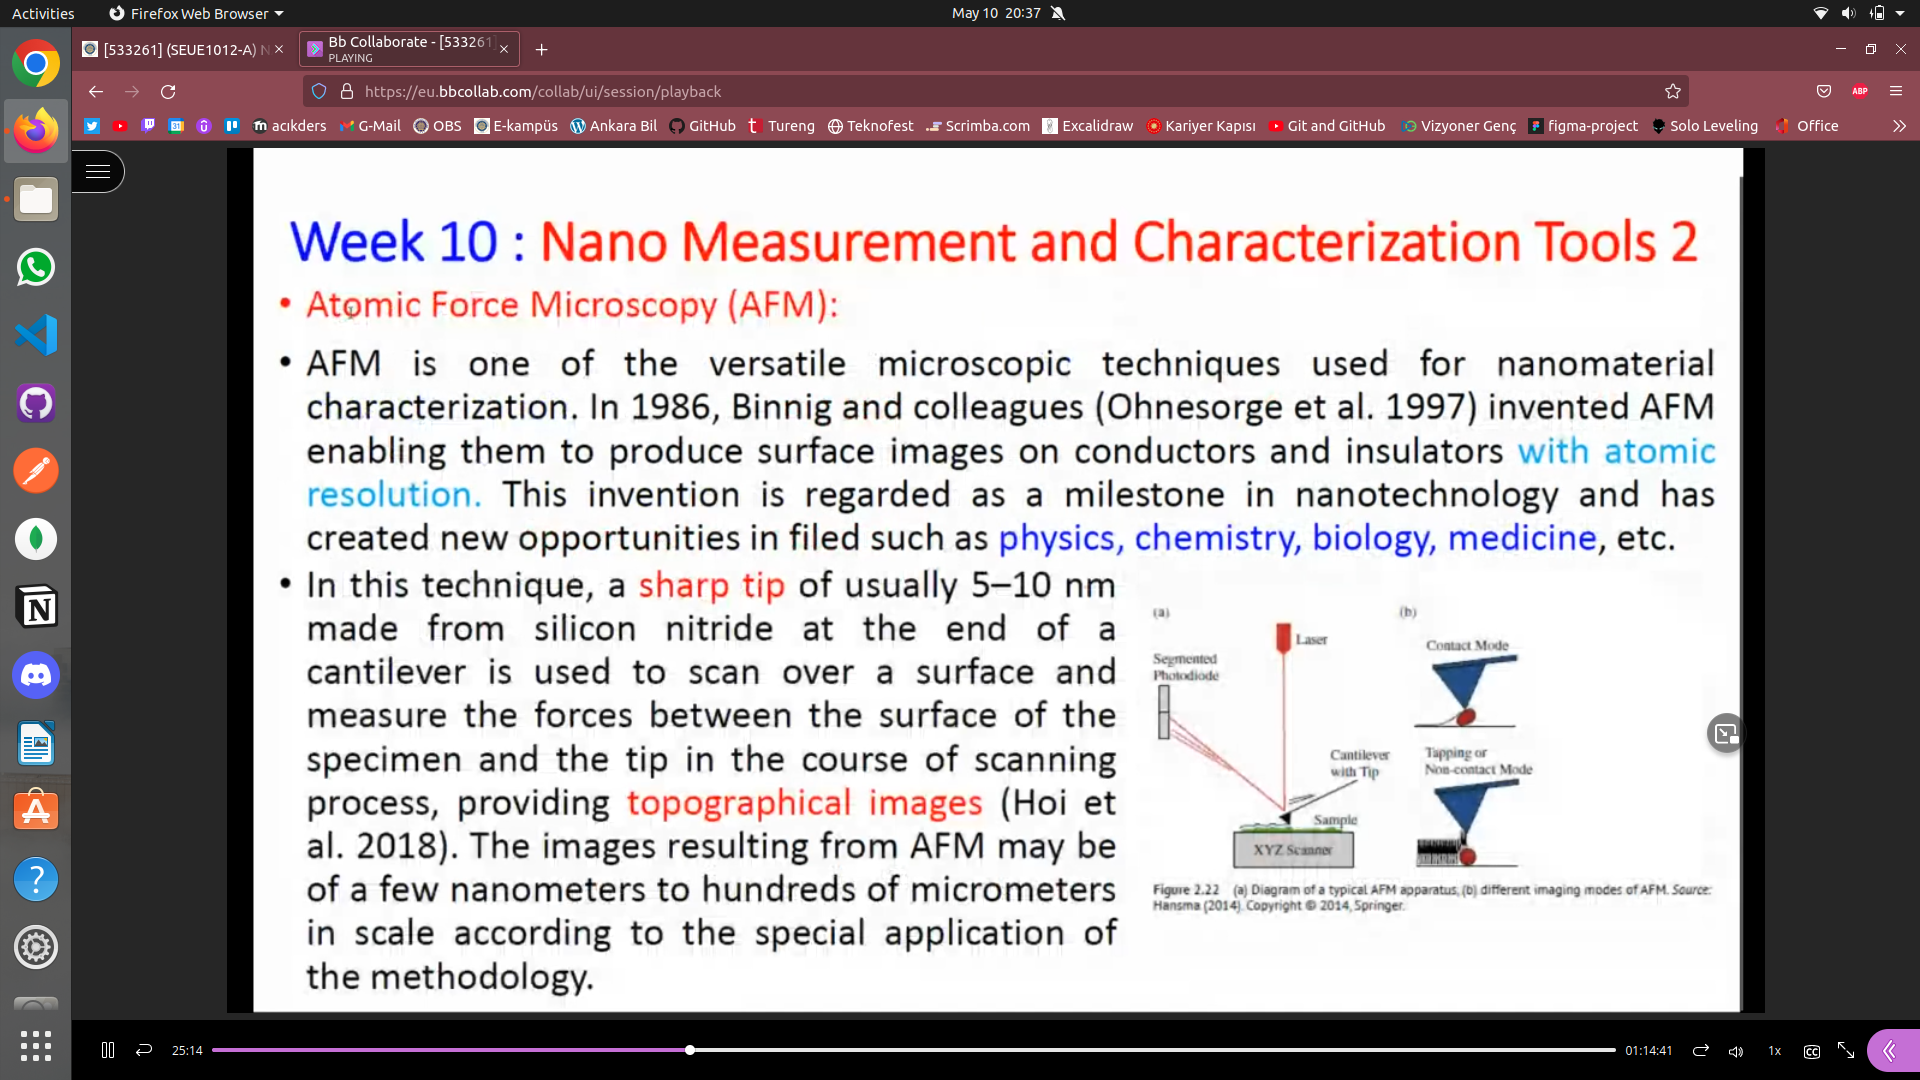 Activities
Firefox Web Browser
May 10 20:37
[533261] (SEUE1012-A) N
Bb Collaborate - [533261]
PLAYING
https://eu.bbcollab.com/collab/ui/session/playback
ABP
acıkders
G-Mail
OBS
E-kampüs
Ankara Bil
GitHub
Tureng
Teknofest
Scrimba.com
Excalidraw
Kariyer Kapısı
Git and GitHub
Vizyoner Genç
figma-project
Solo Leveling
Office
Week 10 : Nano Measurement and Characterization Tools 2
• Atomic Force Microscopy (AFM):
• AFM is one of the versatile microscopic techniques used for nanomaterial
characterization. In 1986, Binnig and colleagues (Ohnesorge et al. 1997) invented AFM
enabling them to produce surface images on conductors and insulators with atomic
resolution. This invention is regarded as a milestone in nanotechnology and has
created new opportunities in filed such as physics, chemistry, biology, medicine, etc.
• In this technique, a sharp tip of usually 5–10 nm
made from silicon nitride at the end of a
cantilever is used to scan over a surface and
measure the forces between the surface of the
specimen and the tip in the course of scanning
process, providing topographical images (Hoi et
al. 2018). The images resulting from AFM may be
of a few nanometers to hundreds of micrometers
in scale according to the special application of
the methodology.
(a)
Laser
Segmented
Photodiode
Cantilever
with Tip
Sample
XYZ Scanner
(b)
Contact Mode
Tapping or
Non-contact Mode
Figure 2.22 (a) Diagram of a typical AFM apparatus, (b) different imaging modes of AFM. Source:
Hansma (2014). Copyright © 2014, Springer.
25:14
01:14:41
1x
CC